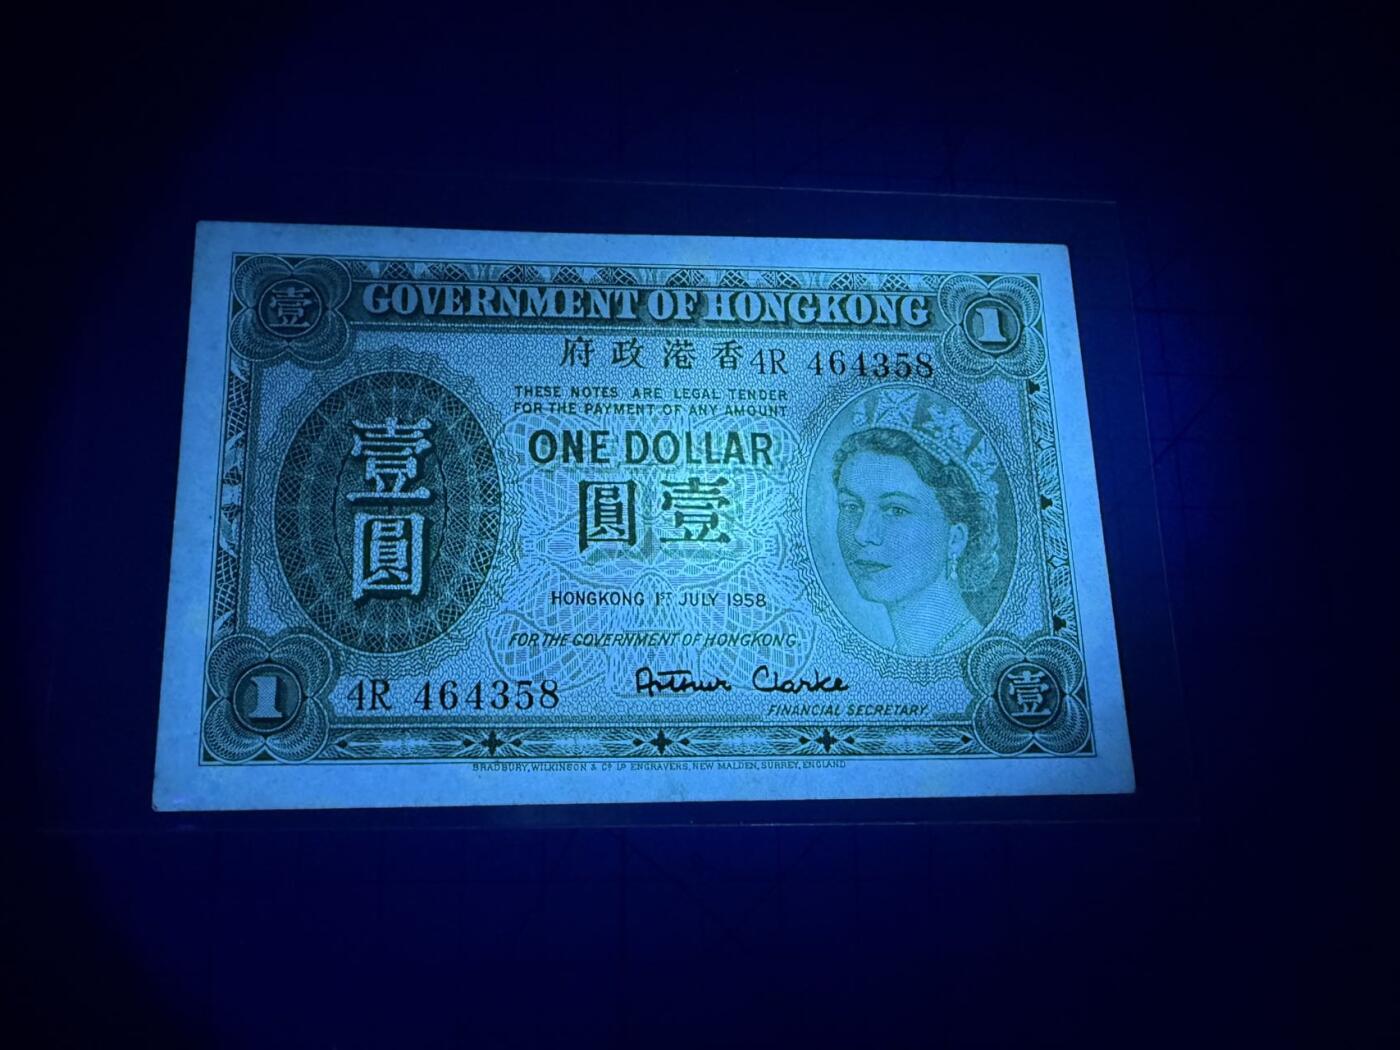 壹
GOVERNMENT OF HONGKONG
1
府政港香
4R 464358
THESE NOTES ARE LEGAL TENDER
FOR THE PAYMENT OF ANY AMOUNT
ONE DOLLAR
圓壹
壹圓
HONGKONG 1ST JULY 1958
FOR THE GOVERNMENT OF HONGKONG,
Arthur Clarke
FINANCIAL SECRETARY.
1
4R 464358
壹
BRADBURY, WILKINSON & Co Ld ENGRAVERS, NEW MALDEN, SURREY, ENGLAND